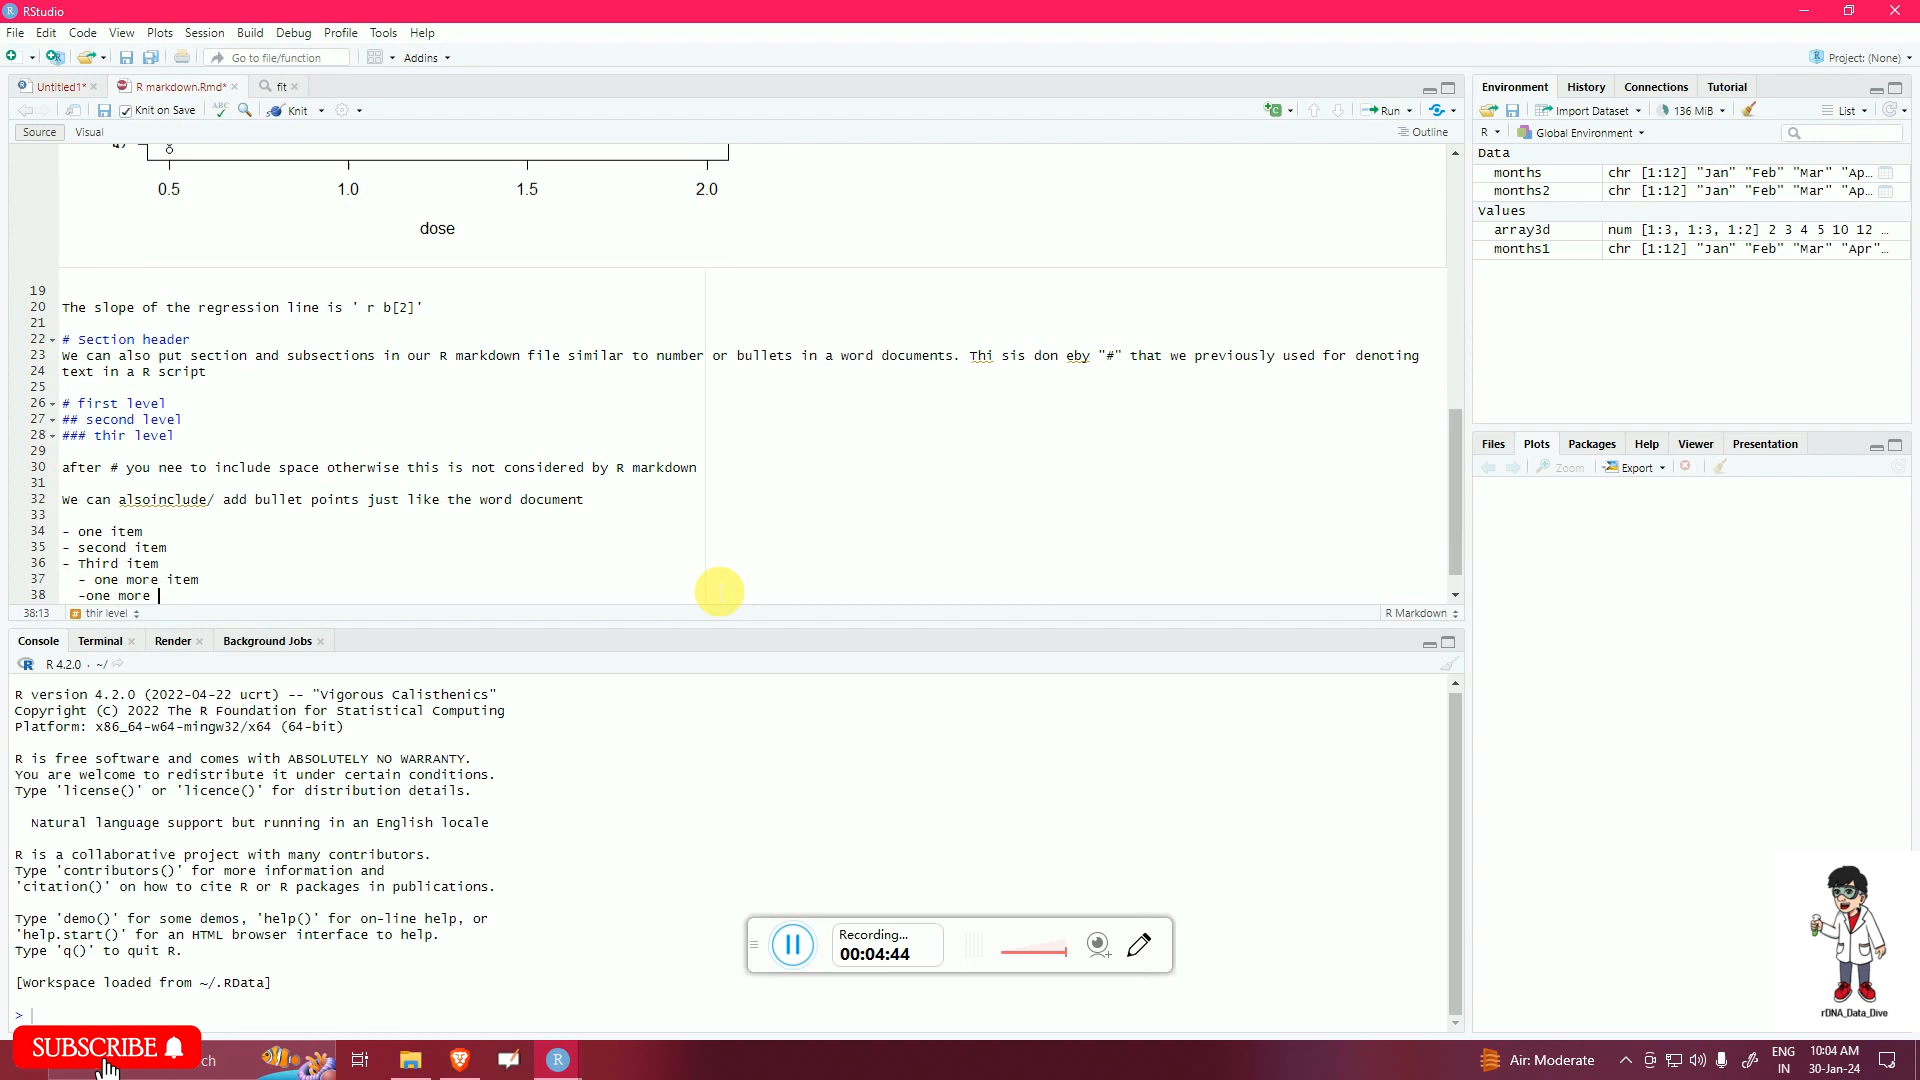 RStudio
File Edit Code View Plots Session Build Debug Profile Tools Help
Go to file/function Addins Project: (None)
Untitled1* R markdown.Rmd* fit
Knit on Save ABC Knit Run
Source Visual Outline
0.5 1.0 1.5 2.0
dose
19
20 The slope of the regression line is ' r b[2]'
21
22 # Section header
23 we can also put section and subsections in our R markdown file similar to number or bullets in a word documents. Thi sis don eby "#" that we previously used for denoting
24 text in a R script
25
26 # first level
27 ## second level
28 ### thir level
29
30 after # you nee to include space otherwise this is not considered by R markdown
31
32 We can alsoinclude/ add bullet points just like the word document
33
34 - one item
35 - second item
36 - Third item
37 - one more item
38 -one more
38:13 # thir level R Markdown
Console Terminal Render Background Jobs
R 4.2.0 · ~/
R version 4.2.0 (2022-04-22 ucrt) -- "Vigorous Calisthenics"
Copyright (C) 2022 The R Foundation for Statistical Computing
Platform: x86_64-w64-mingw32/x64 (64-bit)
R is free software and comes with ABSOLUTELY NO WARRANTY.
You are welcome to redistribute it under certain conditions.
Type 'license()' or 'licence()' for distribution details.
Natural language support but running in an English locale
R is a collaborative project with many contributors.
Type 'contributors()' for more information and
'citation()' on how to cite R or R packages in publications.
Type 'demo()' for some demos, 'help()' for on-line help, or
'help.start()' for an HTML browser interface to help.
Type 'q()' to quit R.
[Workspace loaded from ~/.RData]
>
Environment History Connections Tutorial
Import Dataset 136 MiB List
R Global Environment
Data
months chr [1:12] "Jan" "Feb" "Mar" "Ap...
months2 chr [1:12] "Jan" "Feb" "Mar" "Ap...
Values
array3d num [1:3, 1:3, 1:2] 2 3 4 5 10 12 ...
months1 chr [1:12] "Jan" "Feb" "Mar" "Apr"...
Files Plots Packages Help Viewer Presentation
Zoom Export
Recording...
00:04:44
rDNA_Data_Dive
SUBSCRIBE
ch
Air: Moderate
ENG
IN
10:04 AM
30-Jan-24